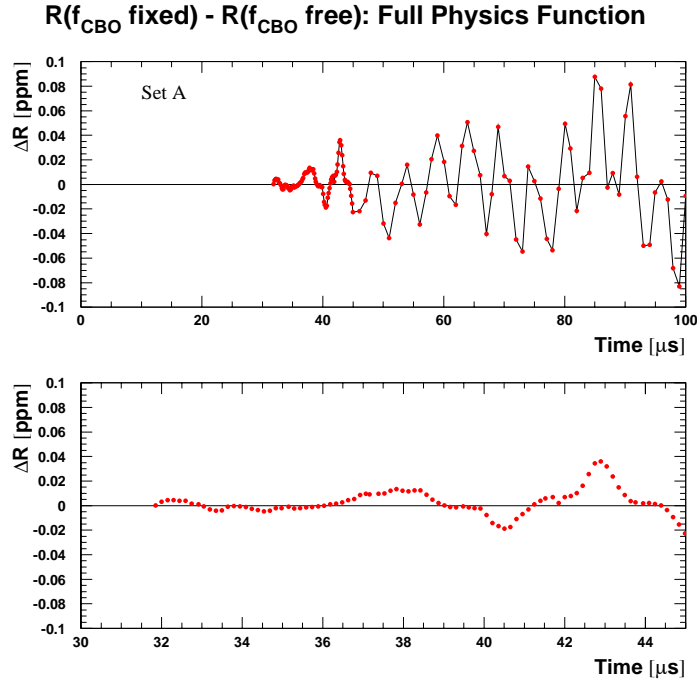 R(f_CBO fixed) - R(f_CBO free): Full Physics Function
ΔR [ppm]
0.1
0.08
0.06
0.04
0.02
0
-0.02
-0.04
-0.06
-0.08
-0.1
Set A
0 20 40 60 80 100
Time [μs]
ΔR [ppm]
0.1
0.08
0.06
0.04
0.02
0
-0.02
-0.04
-0.06
-0.08
-0.1
30 32 34 36 38 40 42 44
Time [μs]